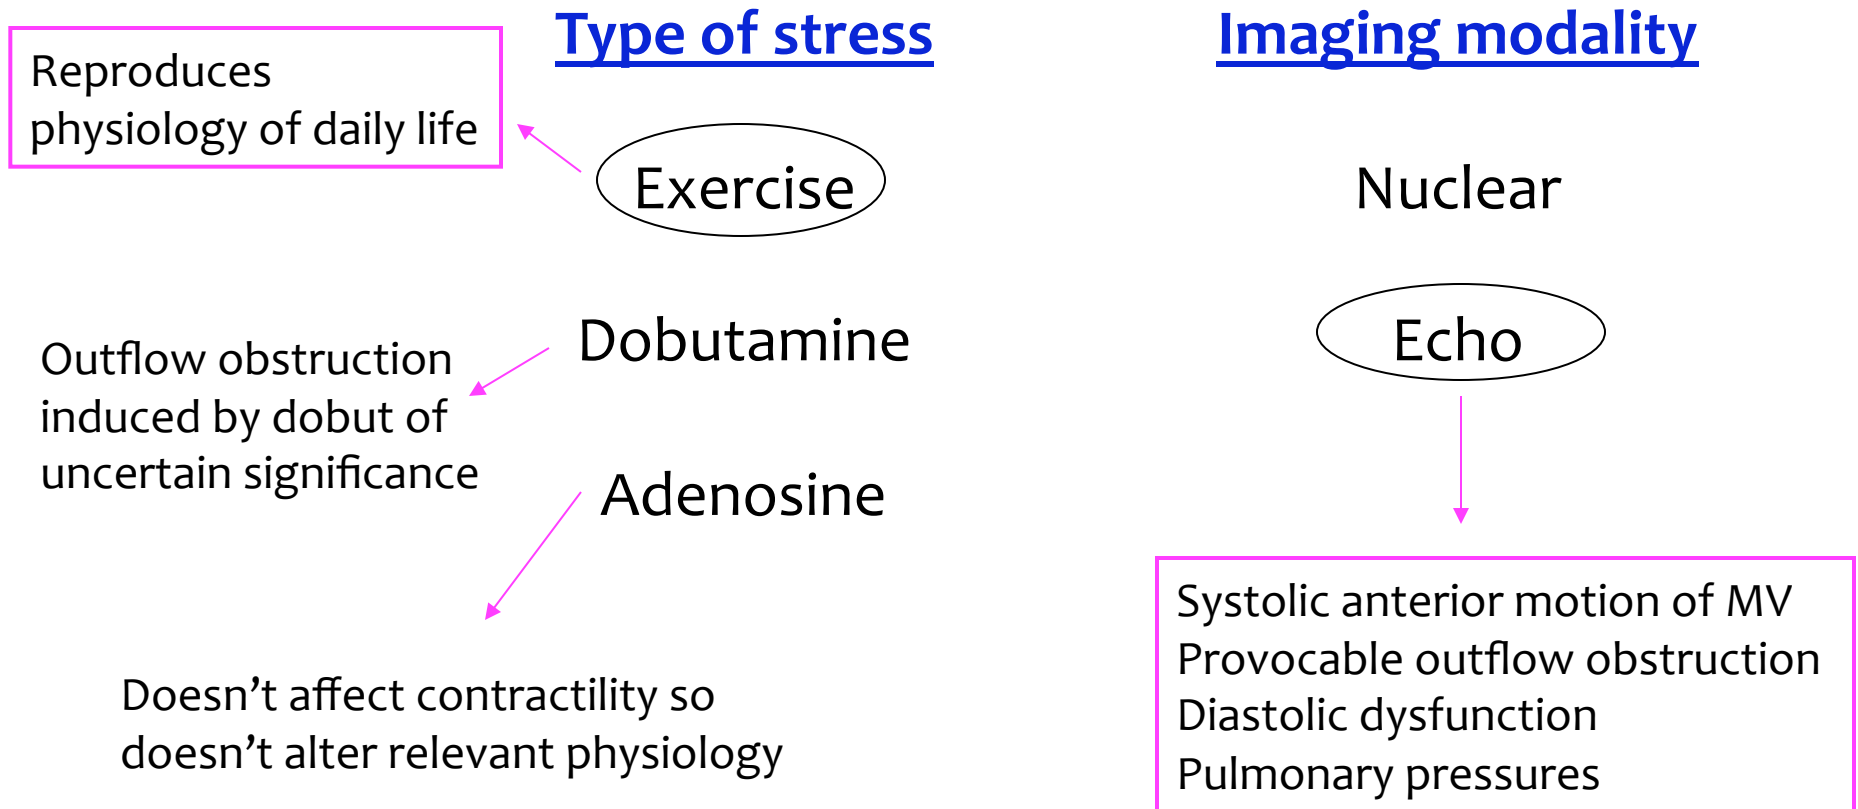 Type of stress
Imaging modality
Reproduces
physiology of daily life
Exercise
Nuclear
Dobutamine
Echo
Outflow obstruction
induced by dobut of
uncertain significance
Adenosine
Doesn’t affect contractility so
doesn’t alter relevant physiology
Systolic anterior motion of MV
Provocable outflow obstruction
Diastolic dysfunction
Pulmonary pressures